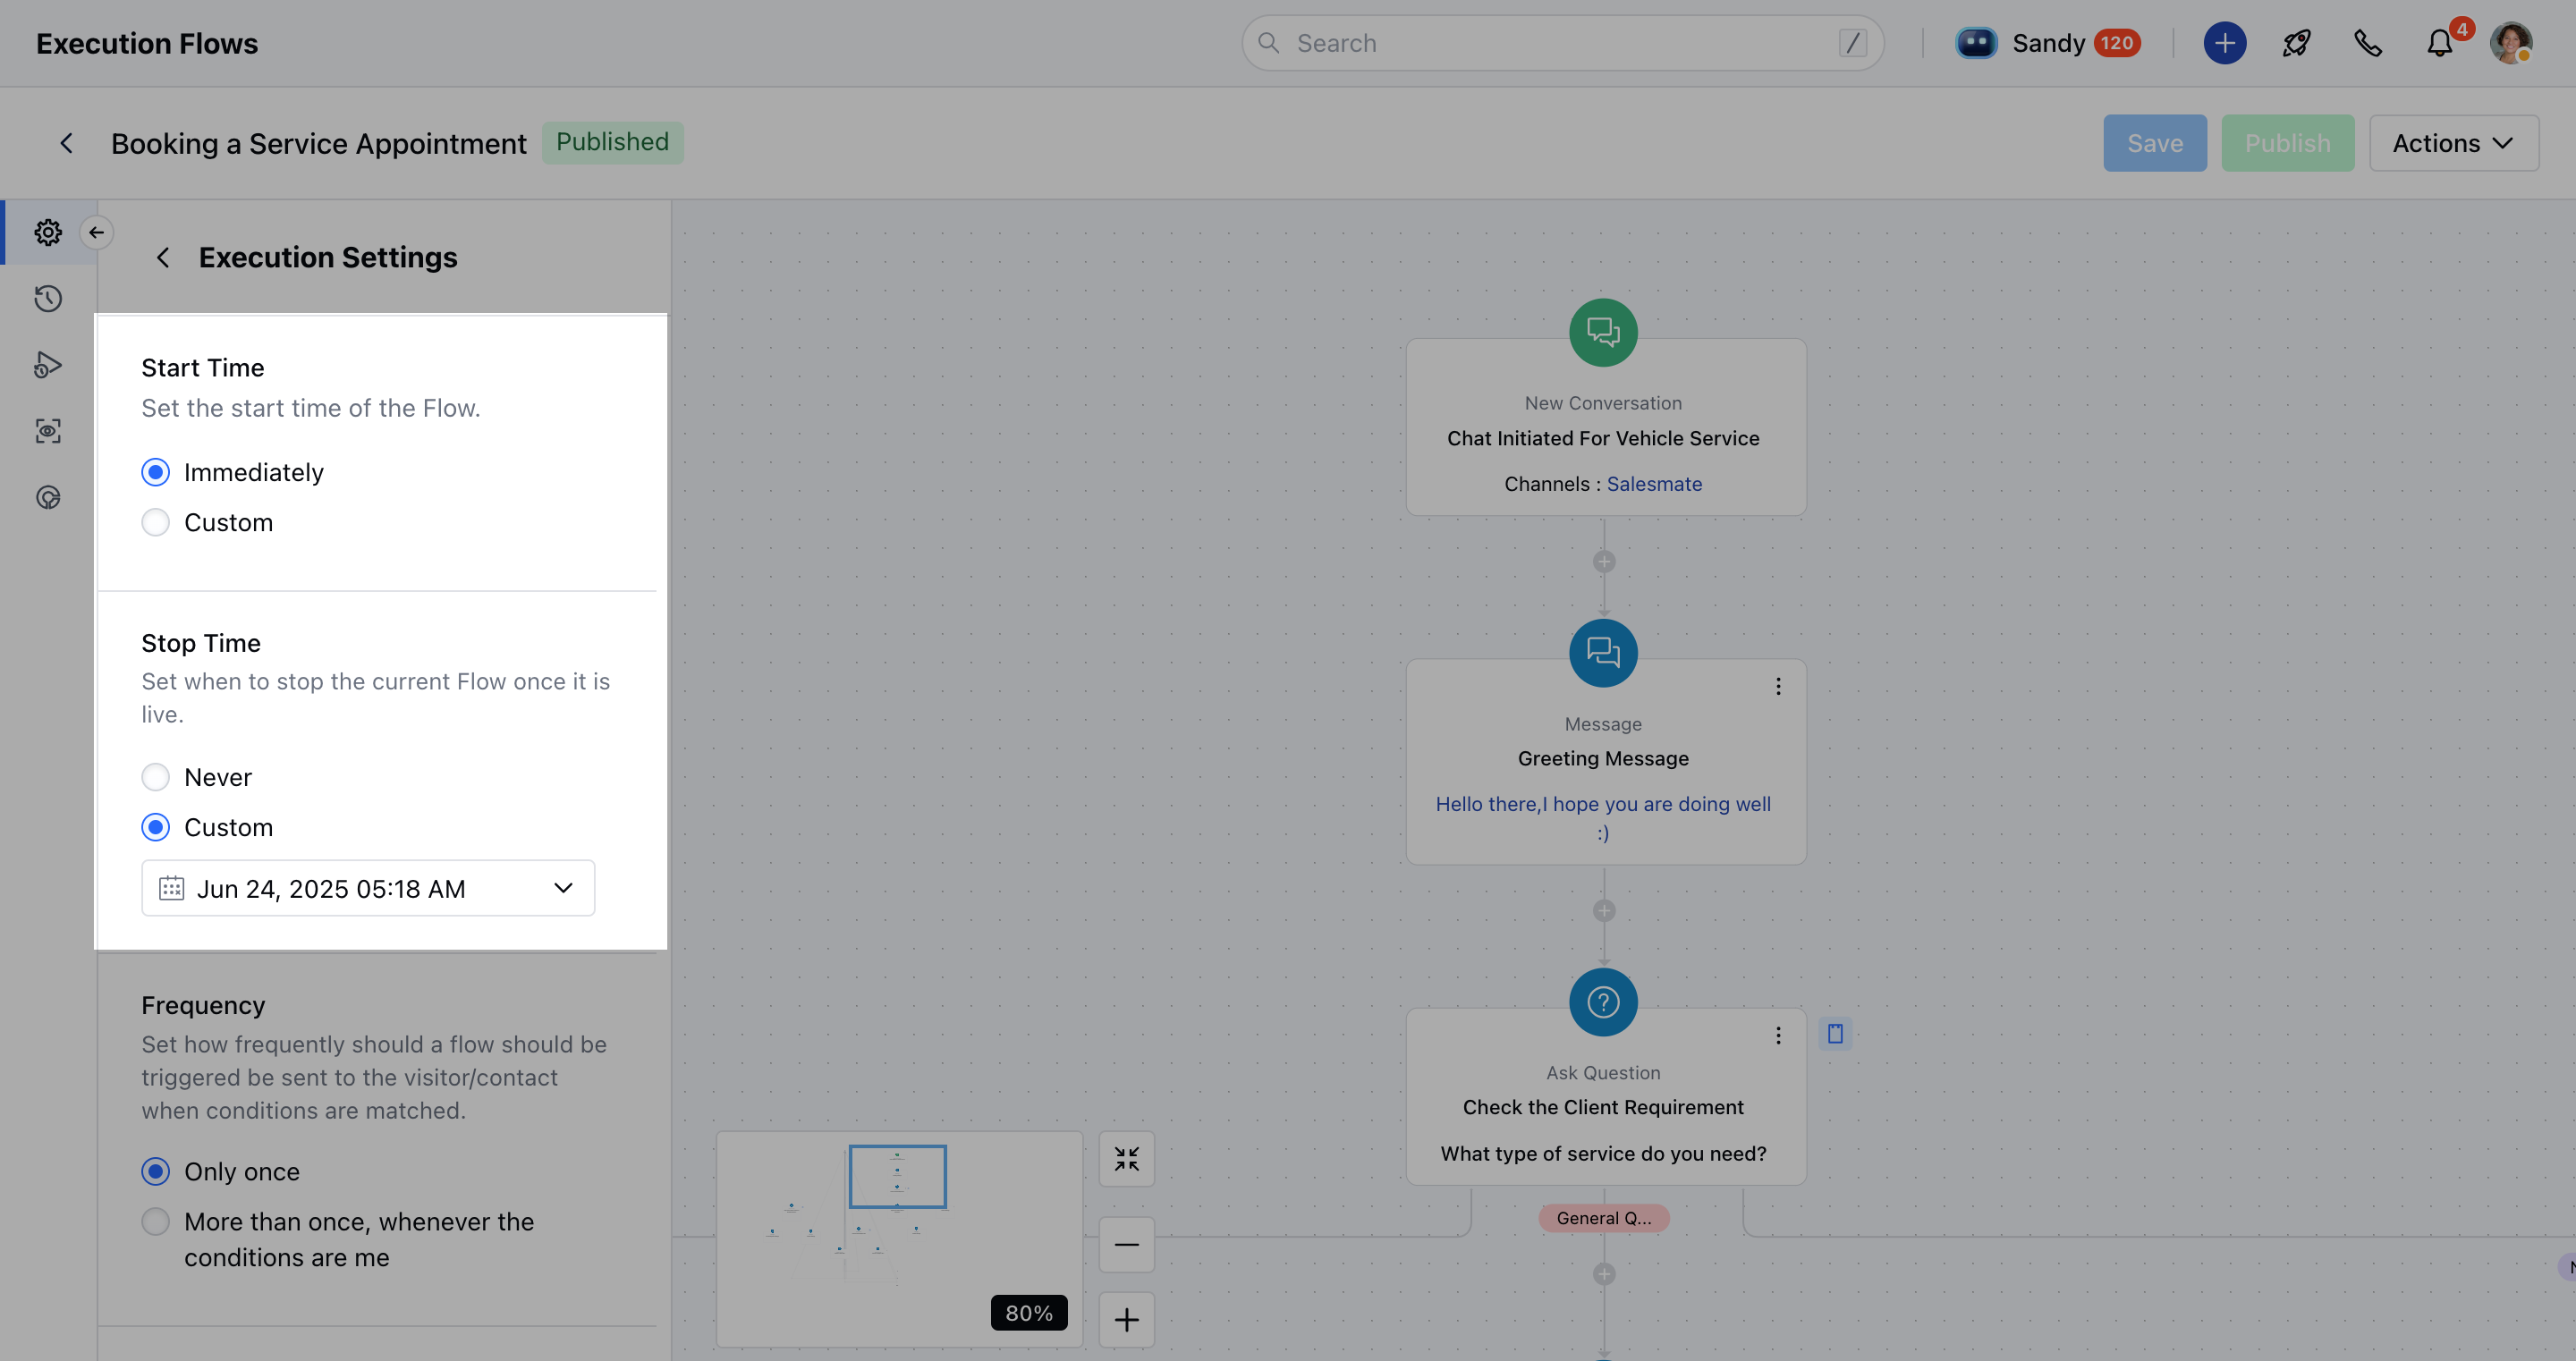 Execution Flows
Search /
Sandy 120
4
Booking a Service Appointment Published
Save Publish Actions
Execution Settings
Start Time
Set the start time of the Flow.
Immediately
Custom
Stop Time
Set when to stop the current Flow once it is
live.
Never
Custom
Jun 24, 2025 05:18 AM
Frequency
Set how frequently should a flow should be
triggered be sent to the visitor/contact
when conditions are matched.
Only once
More than once, whenever the
conditions are me
New Conversation
Chat Initiated For Vehicle Service
Channels : Salesmate
Message
Greeting Message
Hello there,I hope you are doing well
:)
Ask Question
Check the Client Requirement
What type of service do you need?
General Q...
80%